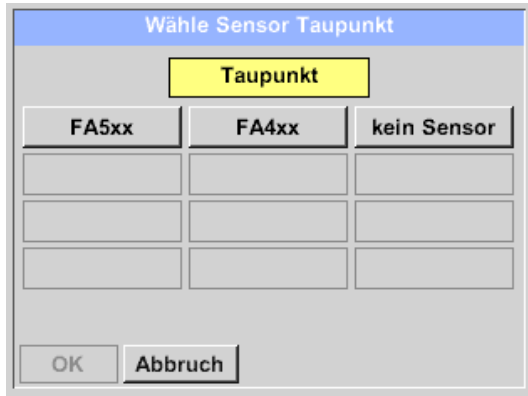 Wähle Sensor Taupunkt
Taupunkt
FA5xx FA4xx kein Sensor
OK Abbruch